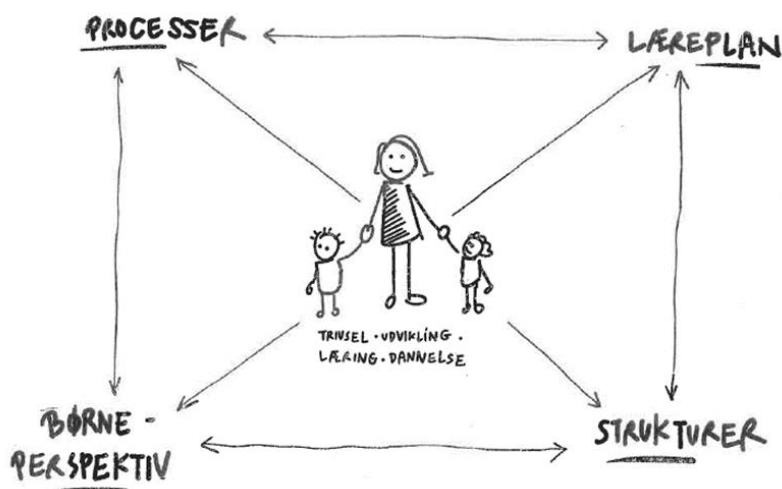 PROCESSER
LÆREPLAN
TRIVSEL · UDVIKLING ·
LÆRING · DANNELSE
BØRNE-
PERSPEKTIV
STRUKTURER